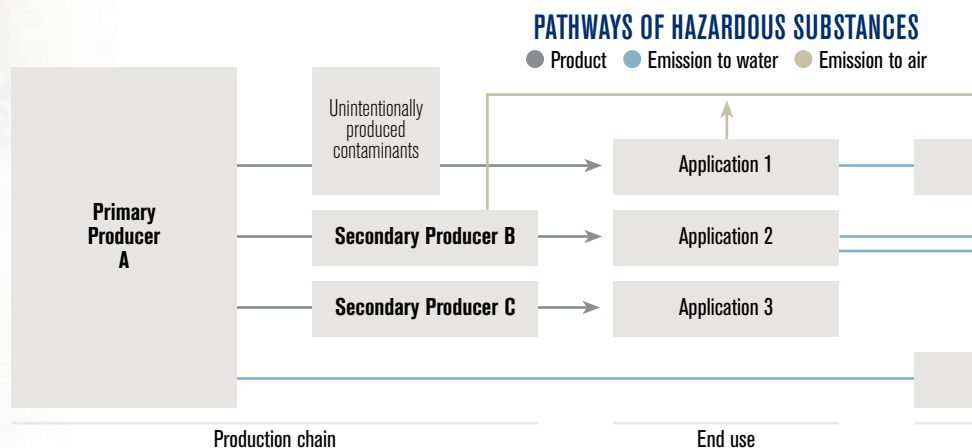 PATHWAYS OF HAZARDOUS SUBSTANCES
Product Emission to water Emission to air
Unintentionally
produced
contaminants
Application 1
Primary
Producer
A
Secondary Producer B
Application 2
Secondary Producer C
Application 3
Production chain
End use